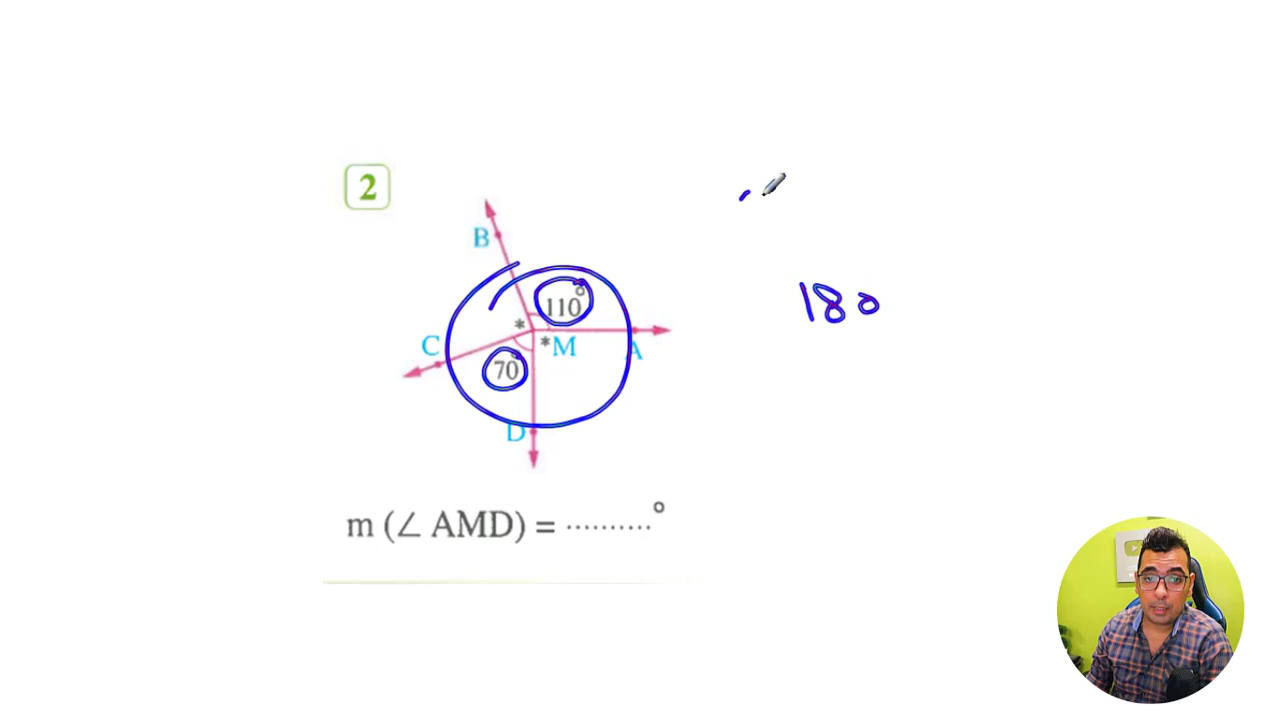 2
B
110°
180
* 
C
*M
A
70°
D
m (∠ AMD) = ..........°